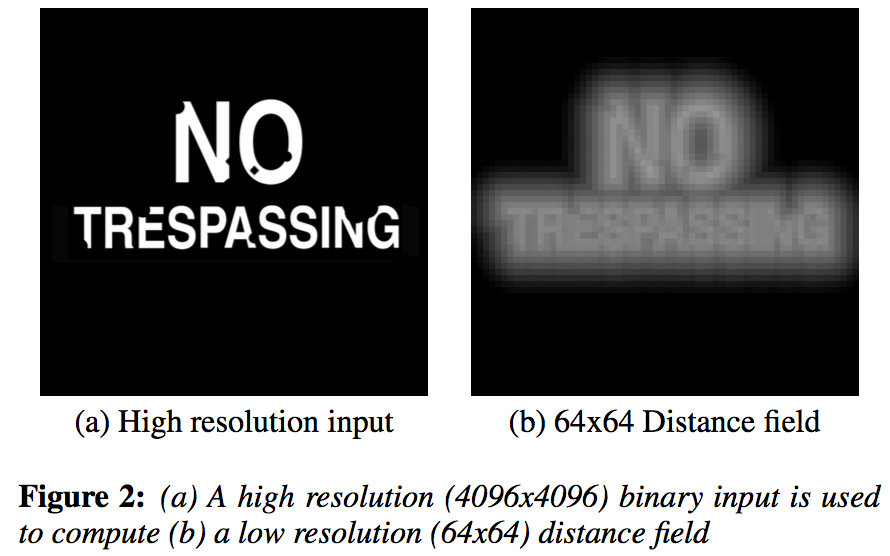 NO
TRESPASSING
NO
TRESPASSING
(a) High resolution input
(b) 64x64 Distance field
Figure 2: (a) A high resolution (4096x4096) binary input is used
to compute (b) a low resolution (64x64) distance field